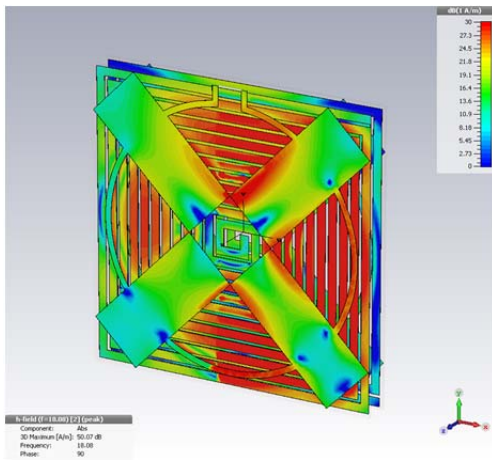 dB(1 A/m)
30
27.3
24.5
21.8
19.1
16.4
13.6
10.9
8.18
5.45
2.73
0
h-field (f=18.08) [2] (peak)
Component: Abs
3D Maximum [A/m]: 50.07 dB
Frequency: 18.08
Phase: 90
y
z
x